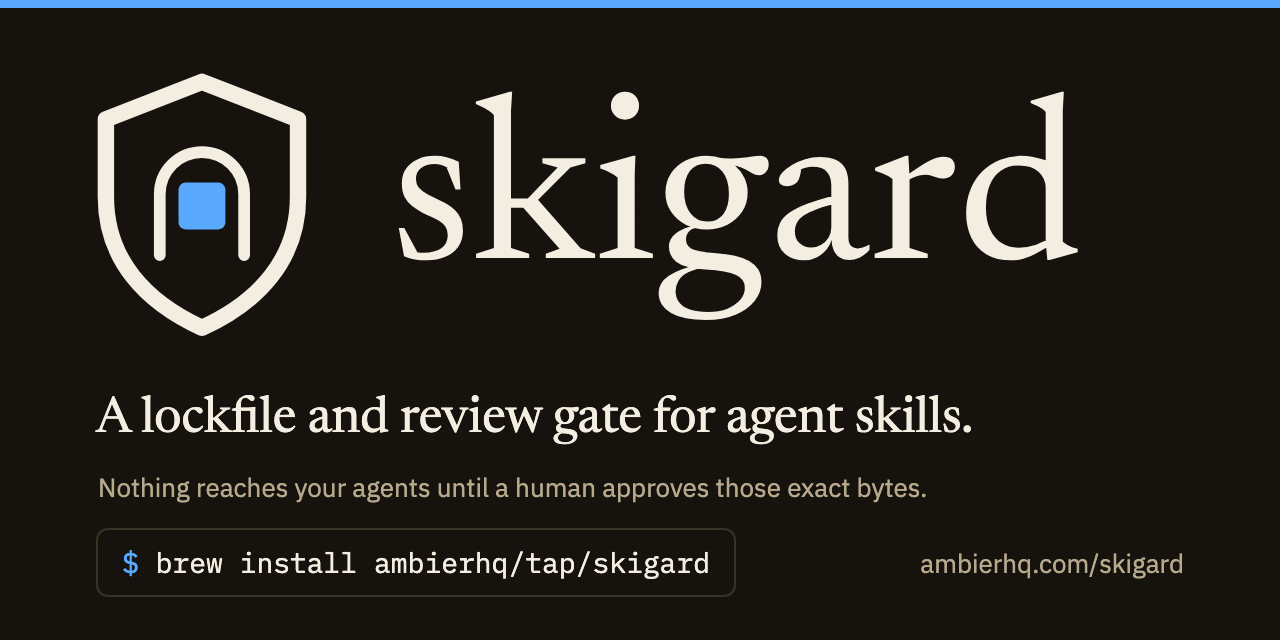 skigard
A lockfile and review gate for agent skills.
Nothing reaches your agents until a human approves those exact bytes.
$ brew install ambierhq/tap/skigard
ambierhq.com/skigard